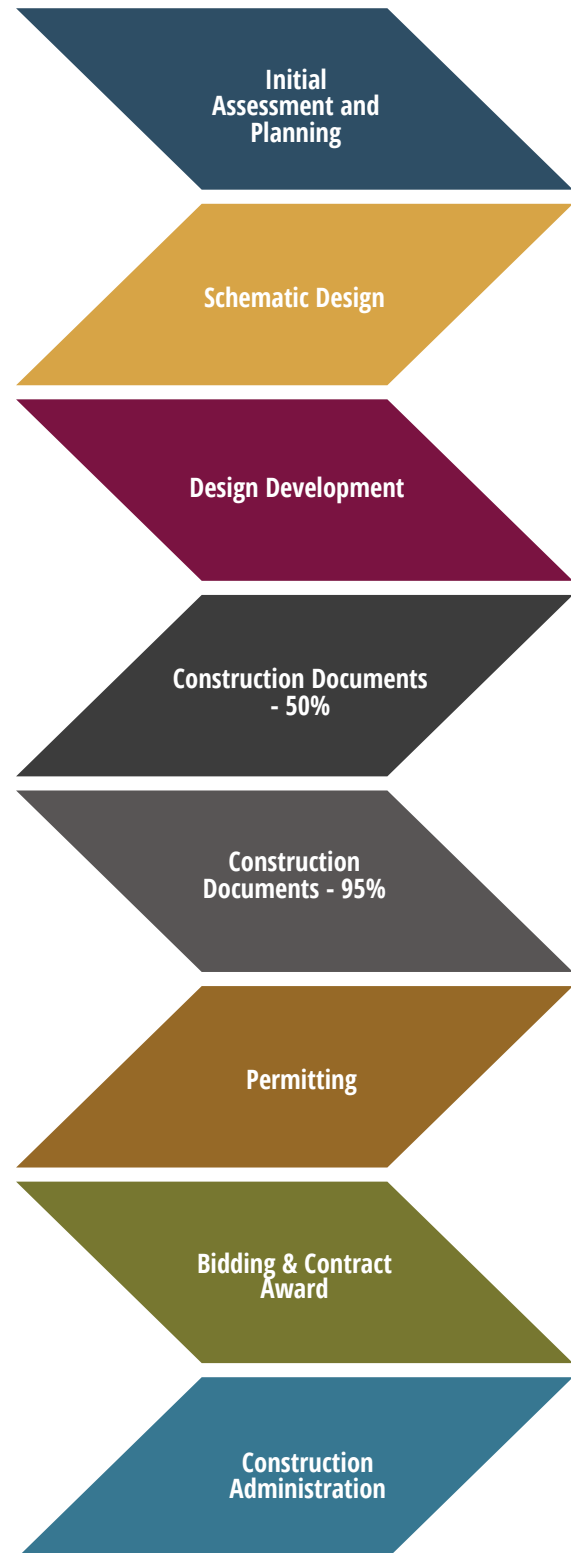 Initial
Assessment and
Planning
Schematic Design
Design Development
Construction Documents
- 50%
Construction
Documents - 95%
Permitting
Bidding & Contract
Award
Construction
Administration